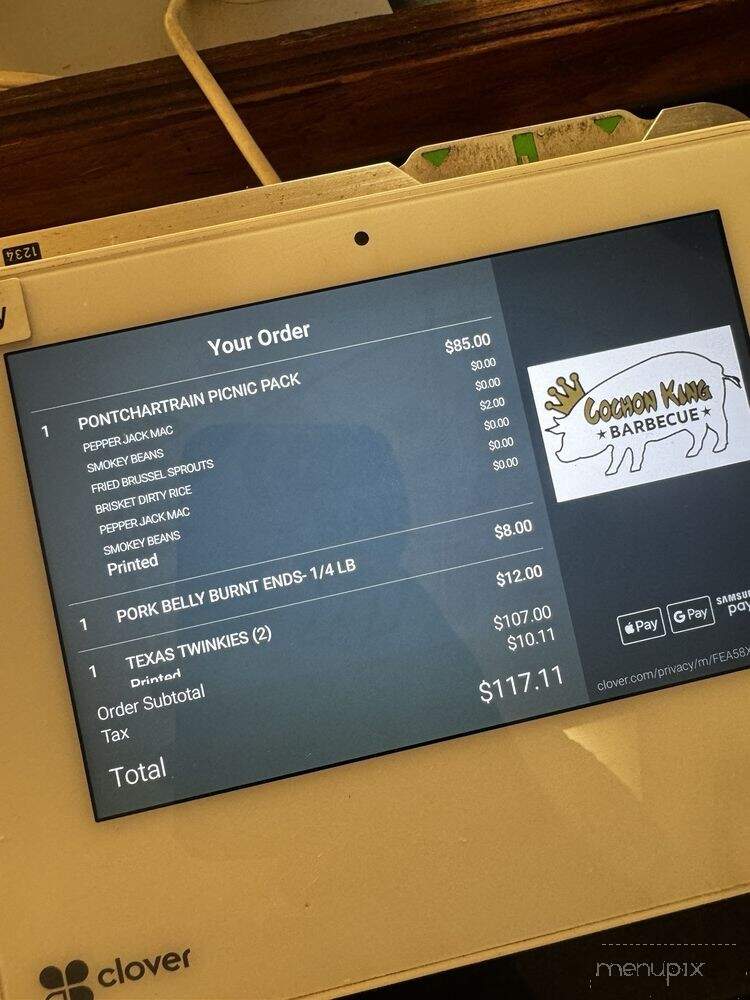 1234
y
Your Order
1 PONTCHARTRAIN PICNIC PACK $85.00
PEPPER JACK MAC $0.00
SMOKEY BEANS $0.00
FRIED BRUSSEL SPROUTS $2.00
BRISKET DIRTY RICE $0.00
PEPPER JACK MAC $0.00
SMOKEY BEANS $0.00
Printed
1 PORK BELLY BURNT ENDS- 1/4 LB $8.00
1 TEXAS TWINKIES (2) $12.00
Printed
Order Subtotal $107.00
Tax $10.11
Total $117.11
COCHON KING
★BARBECUE★
Pay
G Pay
SAMSU
pay
clover.com/privacy/m/FEA58X
clover
menupix